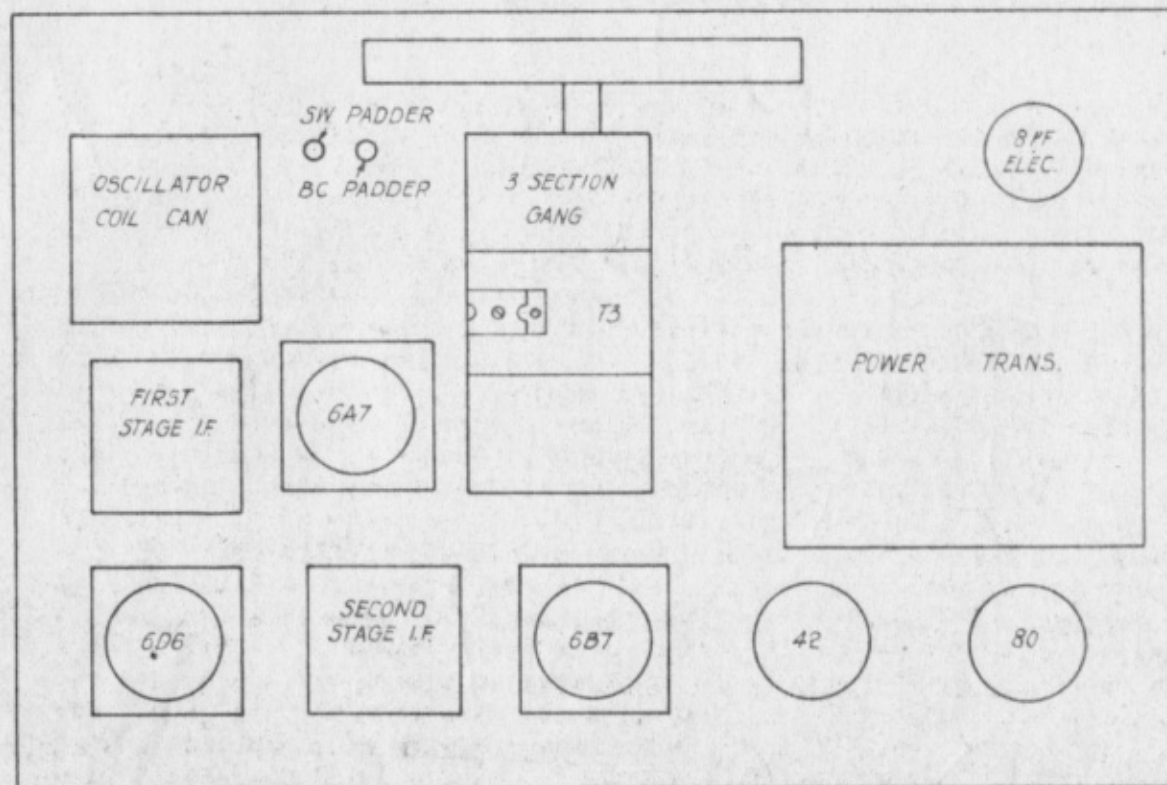 SW PADDER
BC PADDER
OSCILLATOR
COIL CAN
3 SECTION
GANG
8 µF
ELEC.
T3
POWER TRANS.
FIRST
STAGE I.F.
6A7
6D6
SECOND
STAGE I.F.
6B7
42
80